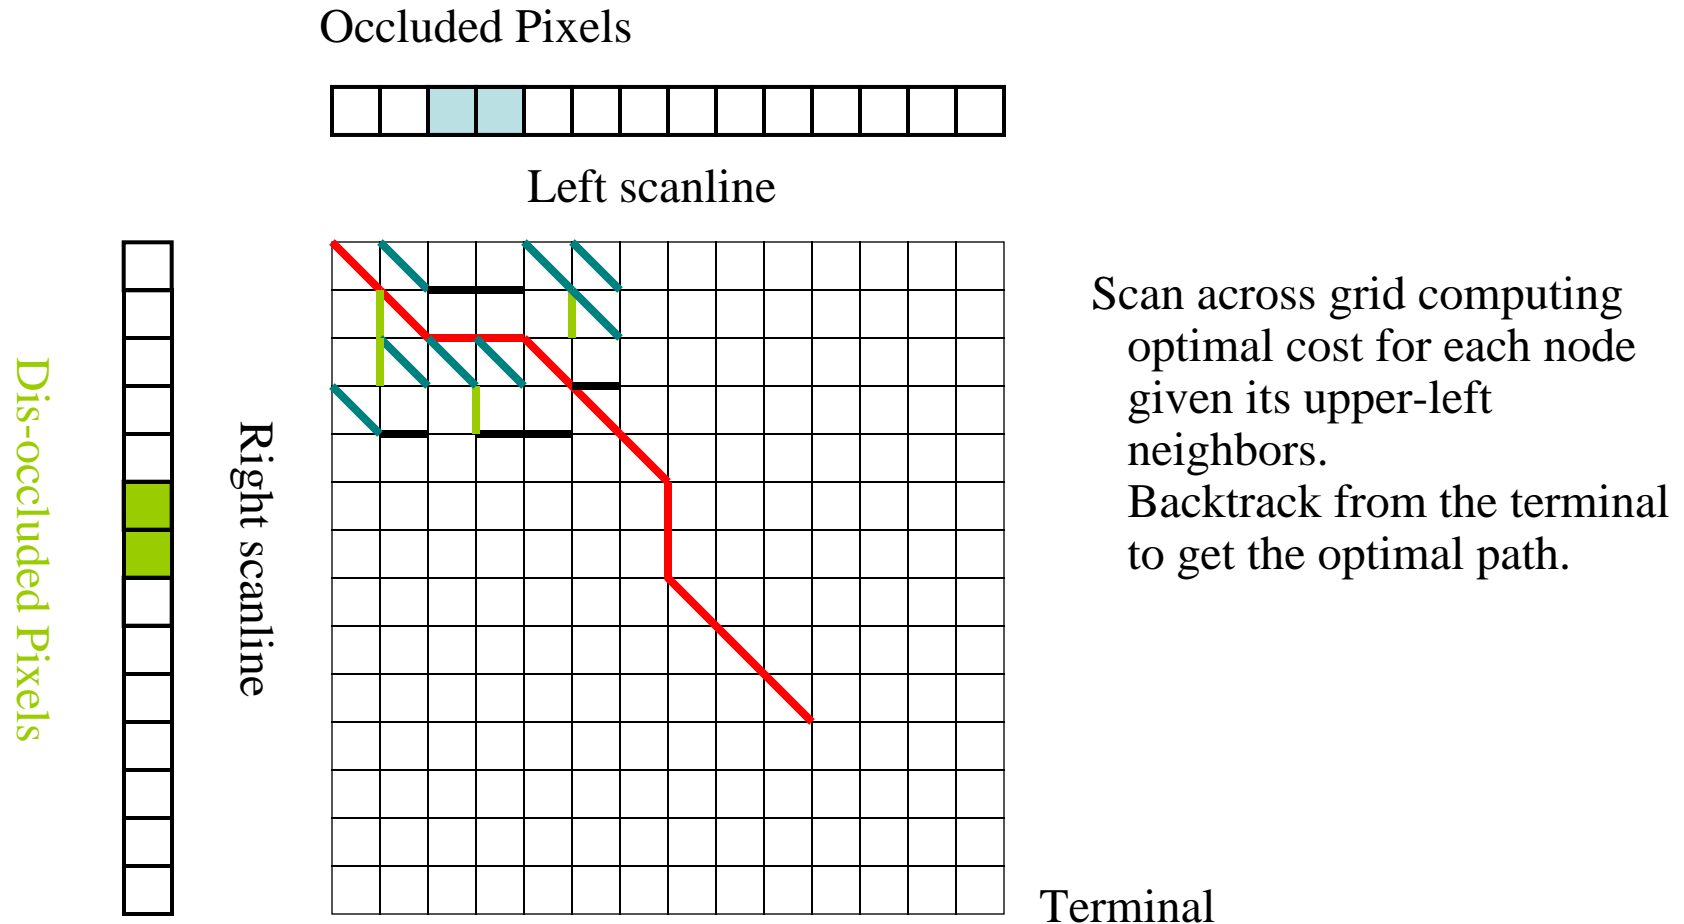 Occluded Pixels
Left scanline
Dis-occluded Pixels
Right scanline
Scan across grid computing
optimal cost for each node
given its upper-left
neighbors.
Backtrack from the terminal
to get the optimal path.
Terminal